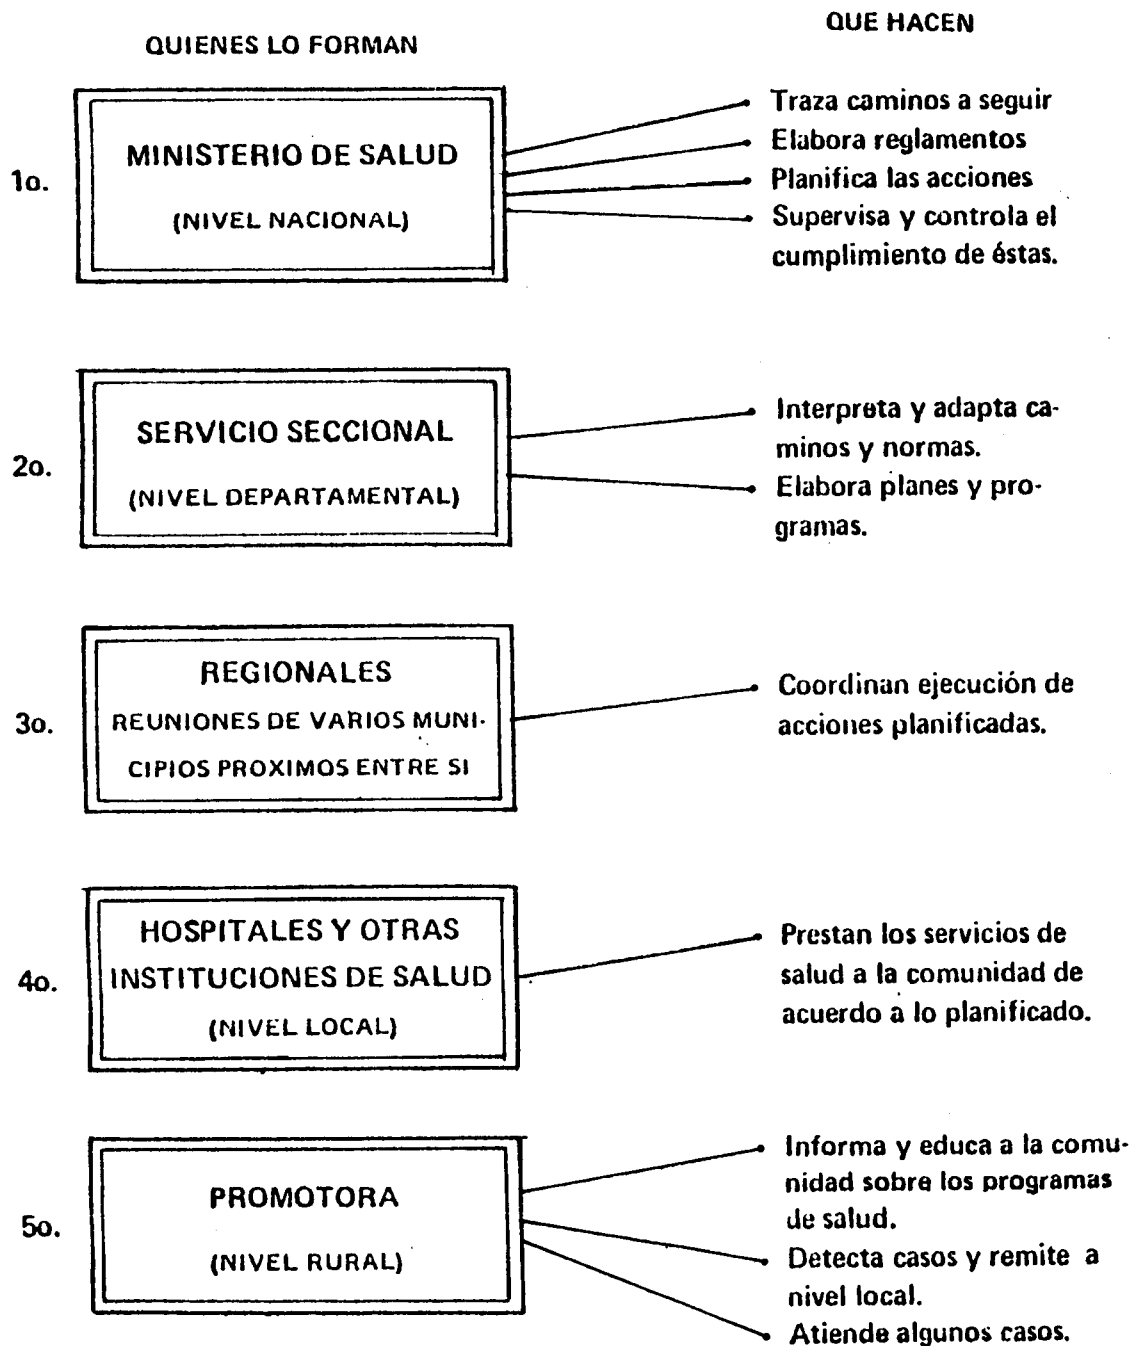 QUIENES LO FORMAN
QUE HACEN
1o.
MINISTERIO DE SALUD
(NIVEL NACIONAL)
Traza caminos a seguir
Elabora reglamentos
Planifica las acciones
Supervisa y controla el
cumplimiento de éstas.
2o.
SERVICIO SECCIONAL
(NIVEL DEPARTAMENTAL)
Interpreta y adapta ca-
minos y normas.
Elabora planes y pro-
gramas.
3o.
REGIONALES
REUNIONES DE VARIOS MUNI-
CIPIOS PROXIMOS ENTRE SI
Coordinan ejecución de
acciones planificadas.
4o.
HOSPITALES Y OTRAS
INSTITUCIONES DE SALUD
(NIVEL LOCAL)
Prestan los servicios de
salud a la comunidad de
acuerdo a lo planificado.
5o.
PROMOTORA
(NIVEL RURAL)
Informa y educa a la comu-
nidad sobre los programas
de salud.
Detecta casos y remite a
nivel local.
Atiende algunos casos.